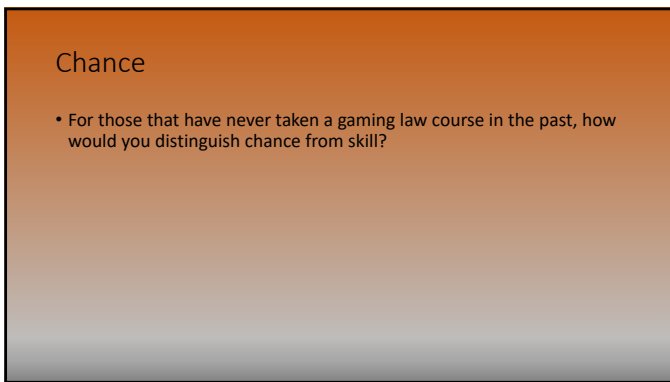 Chance
• For those that have never taken a gaming law course in the past, how
would you distinguish chance from skill?